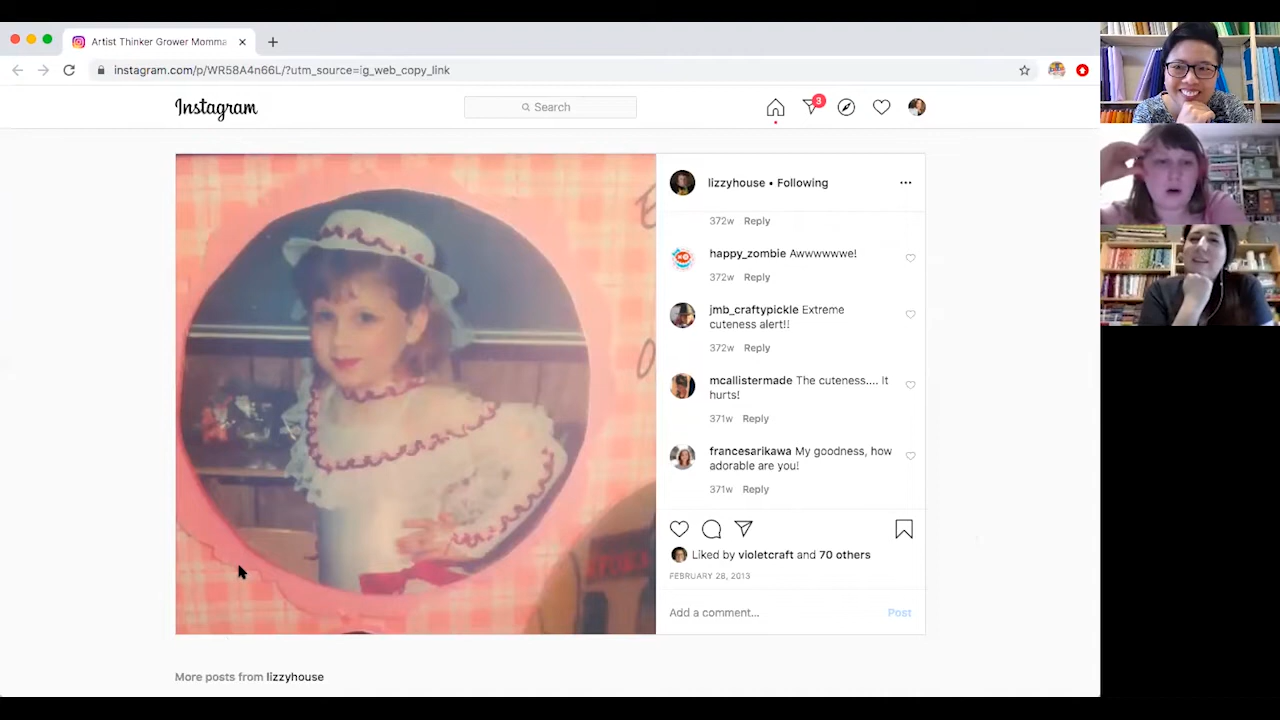 Artist Thinker Grower Momma
instagram.com/p/WR58A4n66L/?utm_source=ig_web_copy_link
Instagram
Search
3
lizzyhouse • Following
372w Reply
happy_zombie Awwwwwwe!
372w Reply
jmb_craftypickle Extreme
cuteness alert!!
372w Reply
mcallistermade The cuteness.... It
hurts!
371w Reply
francesarikawa My goodness, how
adorable are you!
371w Reply
Liked by violetcraft and 70 others
FEBRUARY 28, 2013
Add a comment...
Post
More posts from lizzyhouse